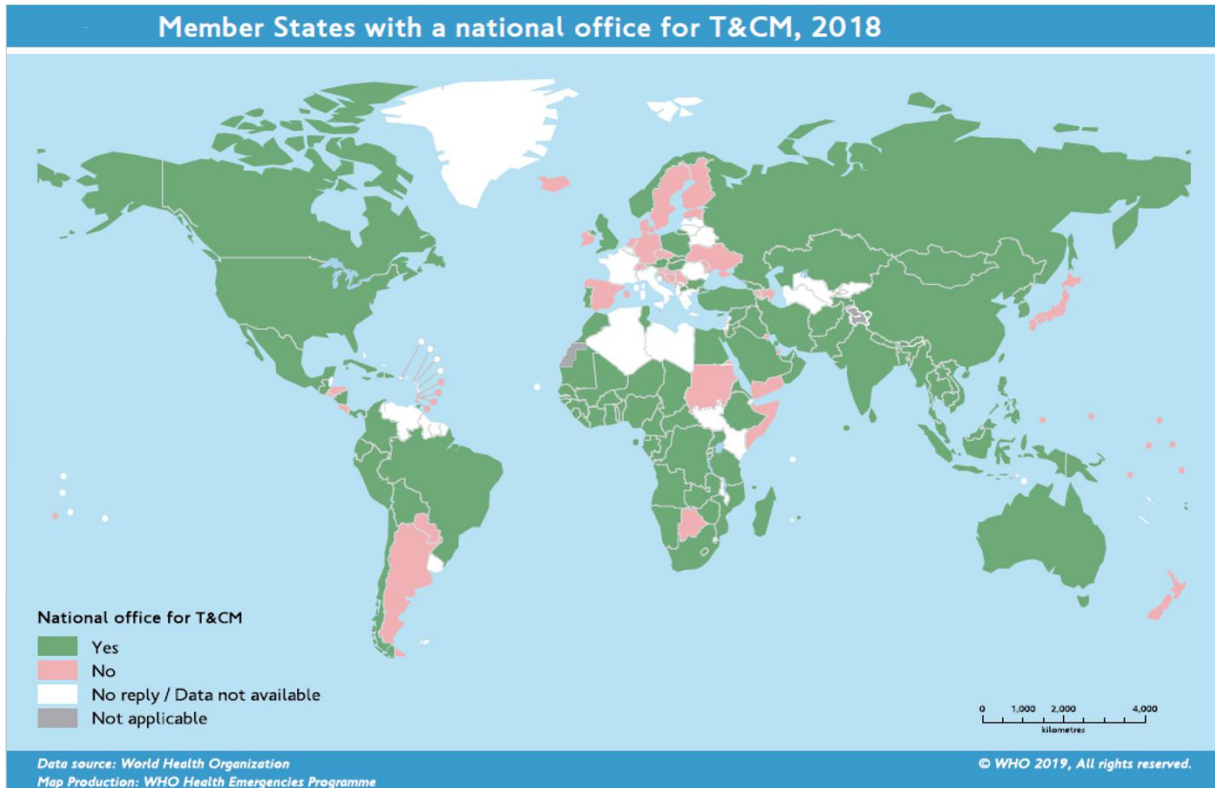 Member States with a national office for T&CM, 2018
National office for T&CM
Yes
No
No reply / Data not available
Not applicable
0 1,000 2,000 4,000
kilometres
Data source: World Health Organization
Map Production: WHO Health Emergencies Programme
© WHO 2019, All rights reserved.